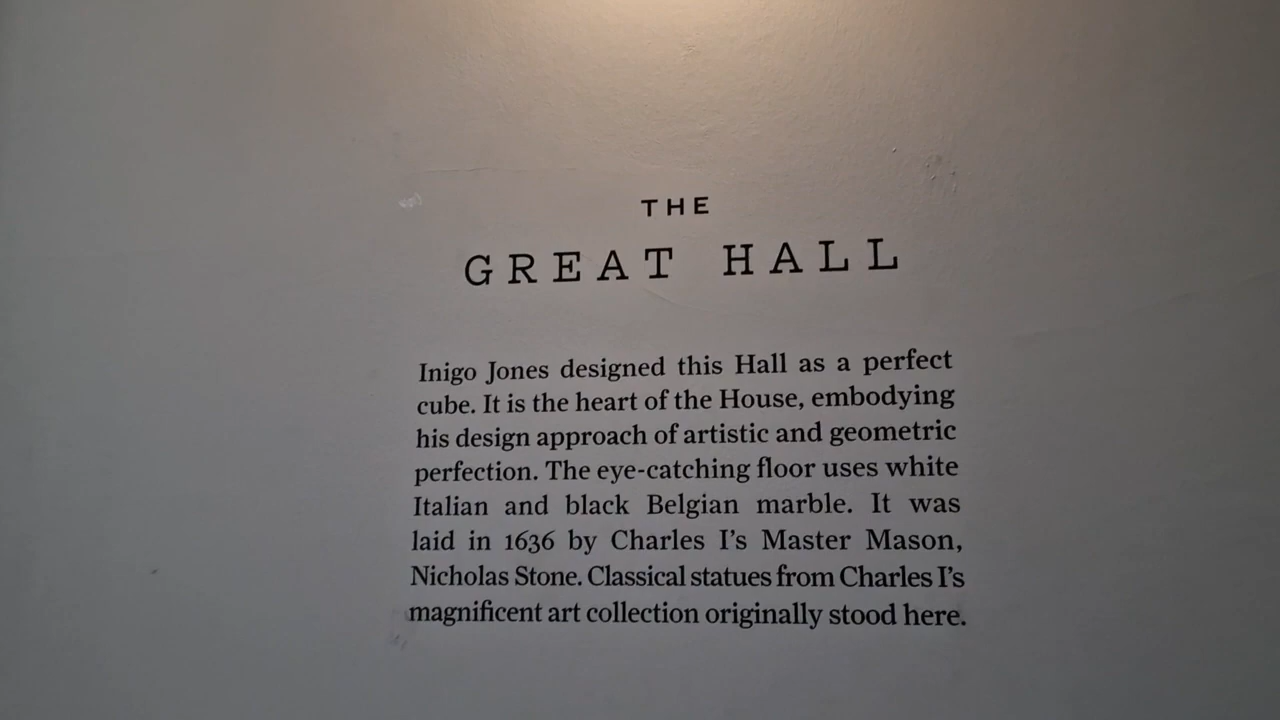 THE
GREAT HALL
Inigo Jones designed this Hall as a perfect
cube. It is the heart of the House, embodying
his design approach of artistic and geometric
perfection. The eye-catching floor uses white
Italian and black Belgian marble. It was
laid in 1636 by Charles I's Master Mason,
Nicholas Stone. Classical statues from Charles I's
magnificent art collection originally stood here.